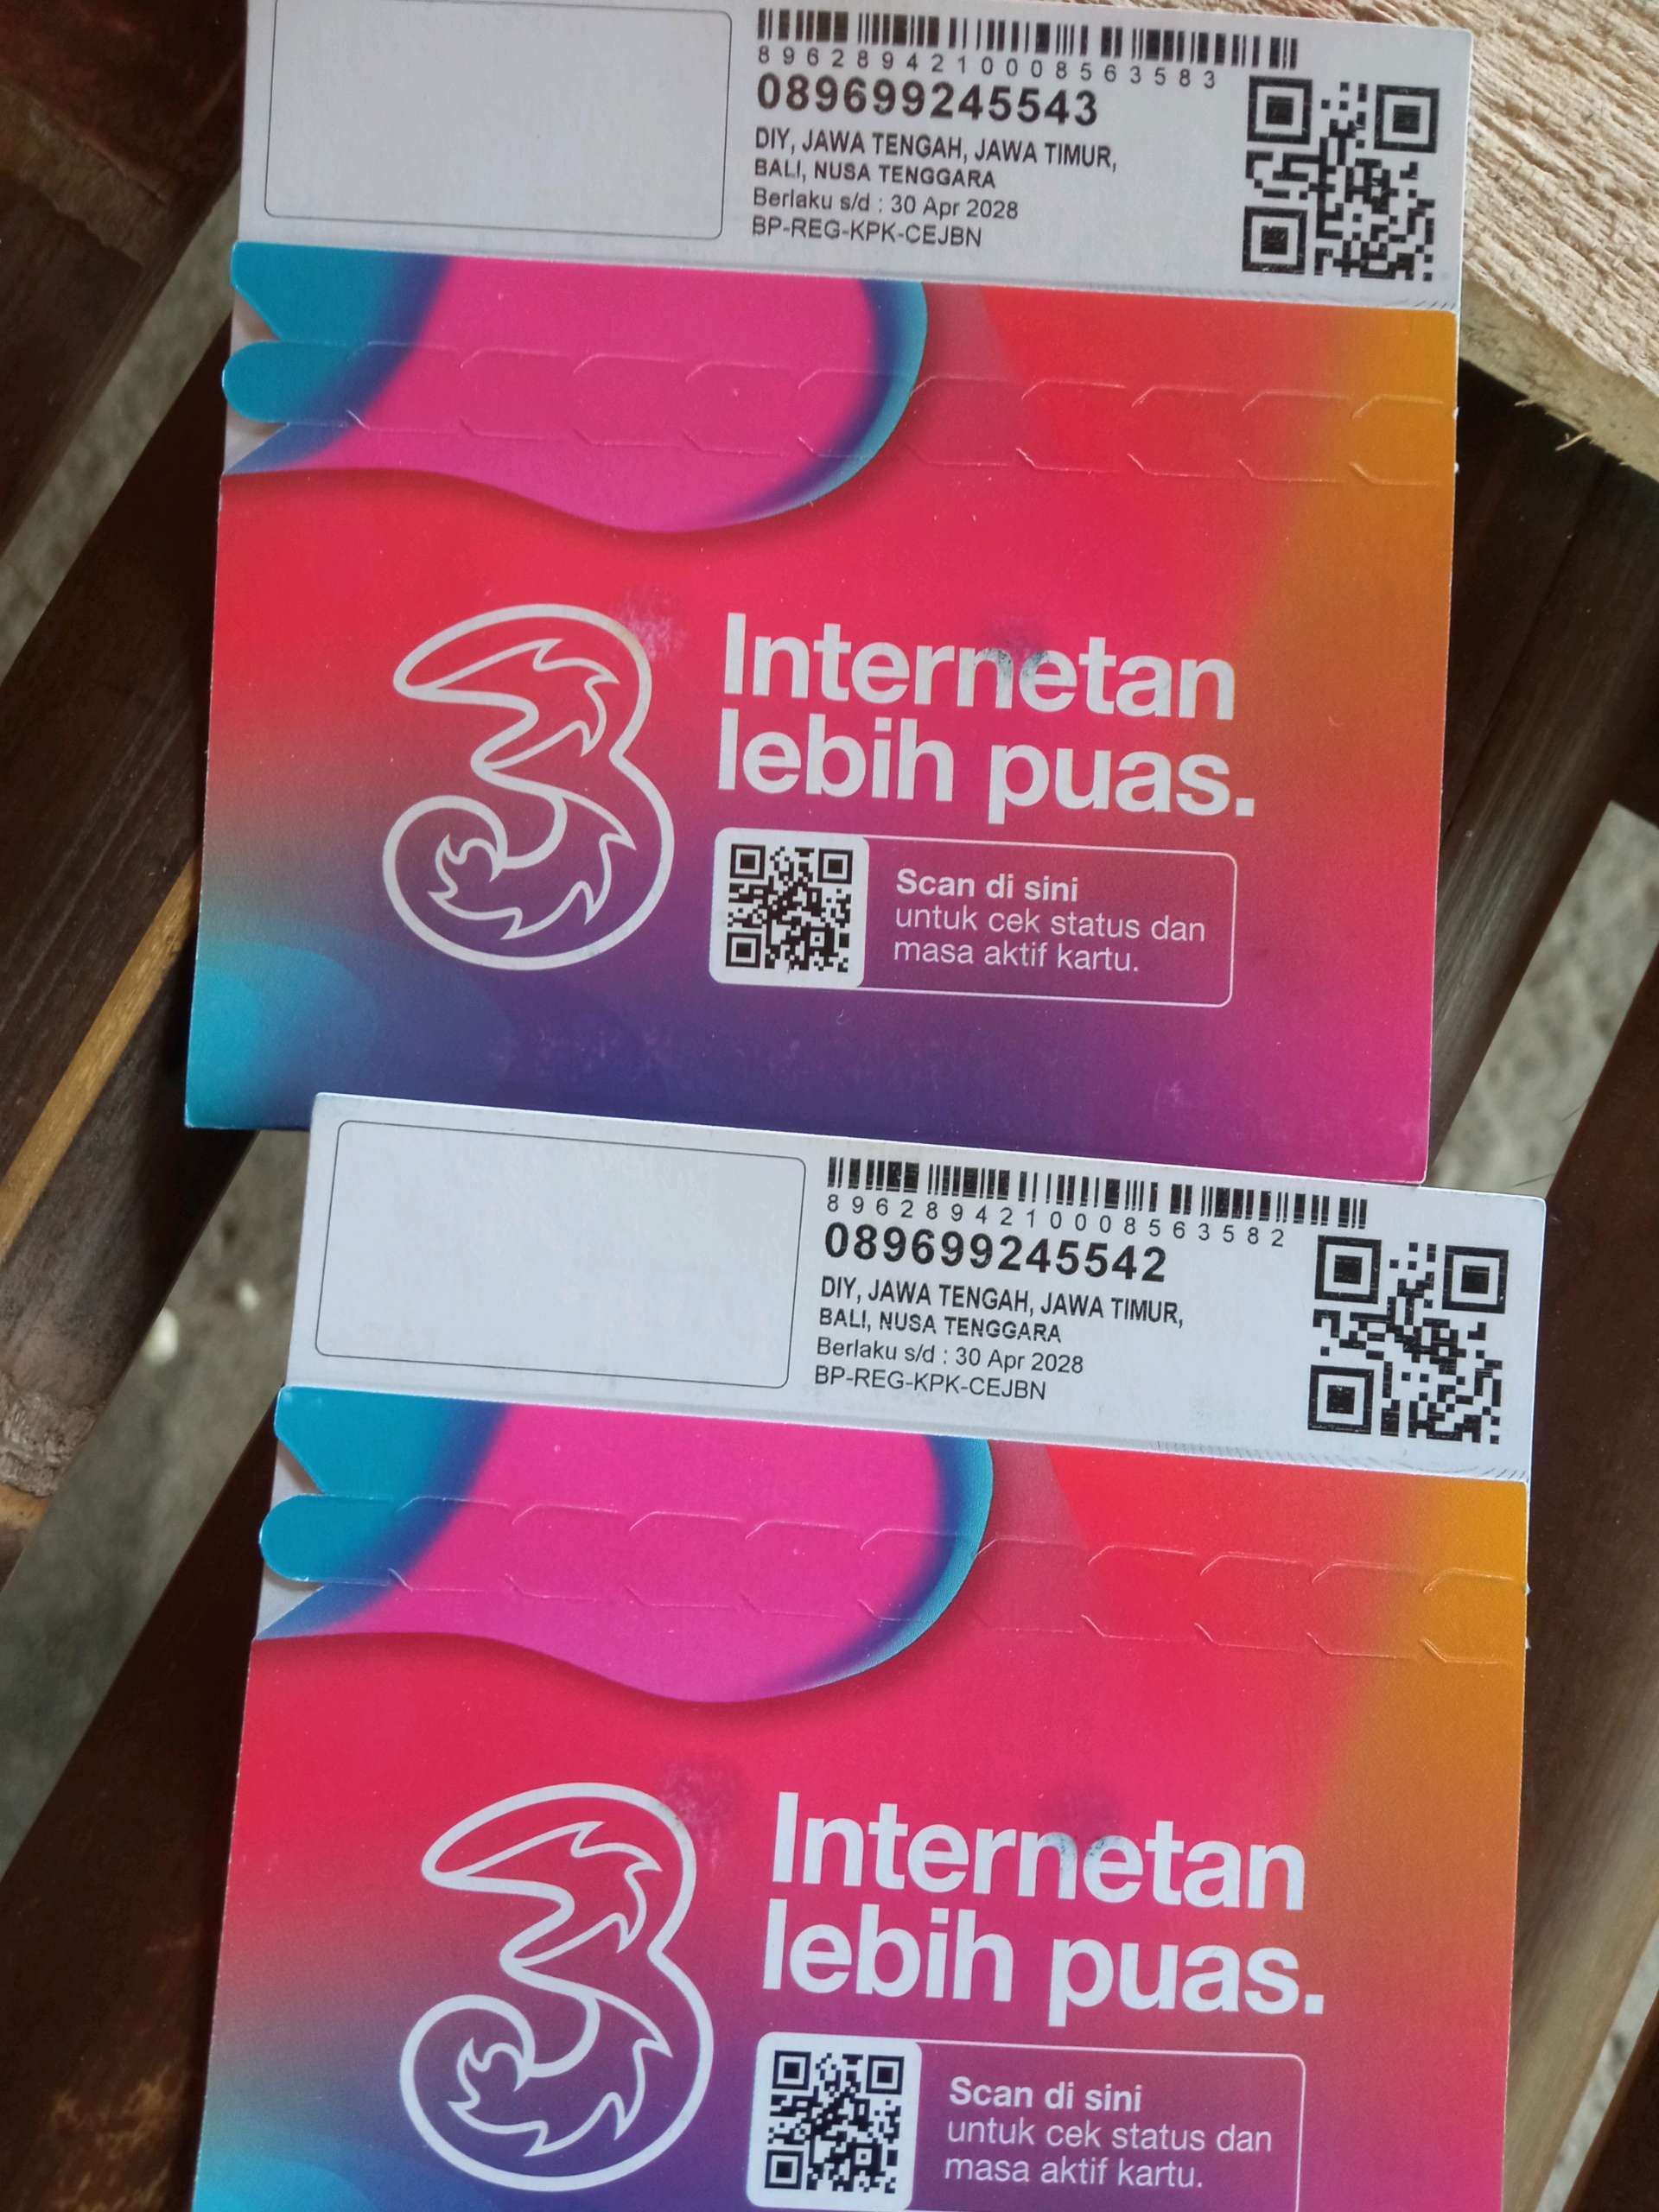 8962894210008563583
089699245543
DIY, JAWA TENGAH, JAWA TIMUR,
BALI, NUSA TENGGARA
Berlaku s/d : 30 Apr 2028
BP-REG-KPK-CEJBN
3
Internetan
lebih puas.
Scan di sini
untuk cek status dan
masa aktif kartu.
8962894210008563582
089699245542
DIY, JAWA TENGAH, JAWA TIMUR,
BALI, NUSA TENGGARA
Berlaku s/d : 30 Apr 2028
BP-REG-KPK-CEJBN
3
Internetan
lebih puas.
Scan di sini
untuk cek status dan
masa aktif kartu.